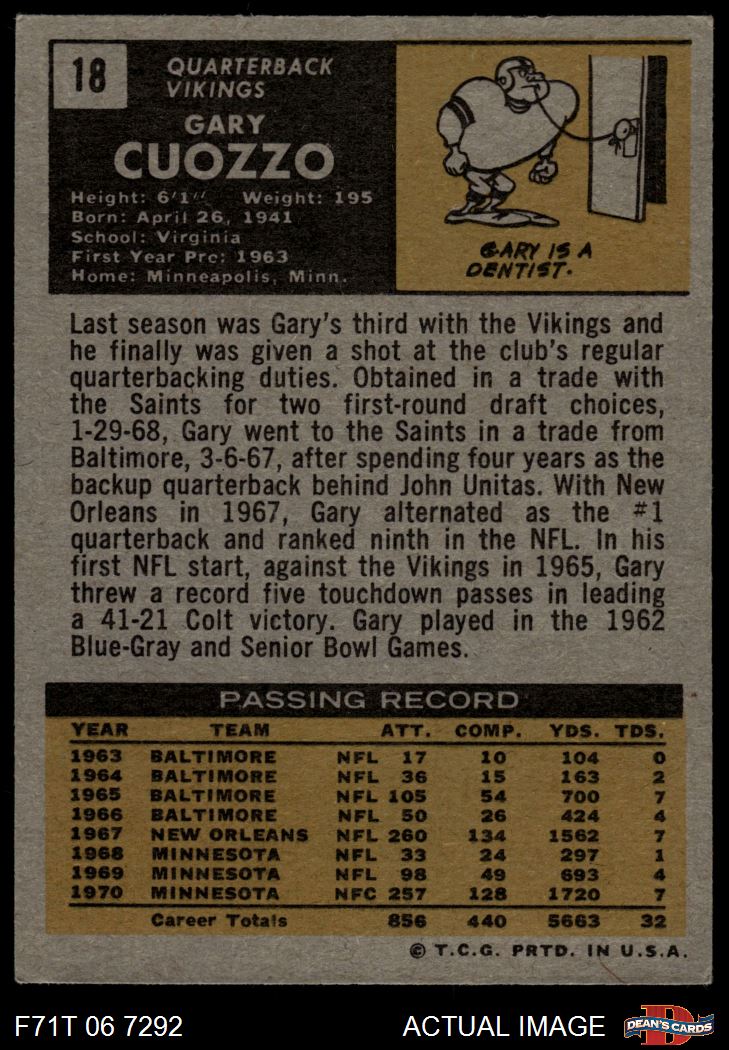 18
QUARTERBACK
VIKINGS
GARY
CUOZZO
Height: 6'1" Weight: 195
Born: April 26, 1941
School: Virginia
First Year Pro: 1963
Home: Minneapolis, Minn.
GARY IS A
DENTIST.
Last season was Gary's third with the Vikings and
he finally was given a shot at the club's regular
quarterbacking duties. Obtained in a trade with
the Saints for two first-round draft choices,
1-29-68, Gary went to the Saints in a trade from
Baltimore, 3-6-67, after spending four years as the
backup quarterback behind John Unitas. With New
Orleans in 1967, Gary alternated as the #1
quarterback and ranked ninth in the NFL. In his
first NFL start, against the Vikings in 1965, Gary
threw a record five touchdown passes in leading
a 41-21 Colt victory. Gary played in the 1962
Blue-Gray and Senior Bowl Games.
PASSING RECORD
YEAR TEAM ATT. COMP. YDS. TDS.
1963 BALTIMORE NFL 17 10 104 0
1964 BALTIMORE NFL 36 15 163 2
1965 BALTIMORE NFL 105 54 700 7
1966 BALTIMORE NFL 50 26 424 4
1967 NEW ORLEANS NFL 260 134 1562 7
1968 MINNESOTA NFL 33 24 297 1
1969 MINNESOTA NFL 98 49 693 4
1970 MINNESOTA NFC 257 128 1720 7
Career Totals 856 440 5663 32
© T.C.G. PRTD. IN U.S.A.
F71T 06 7292 ACTUAL IMAGE DEAN'S CARDS